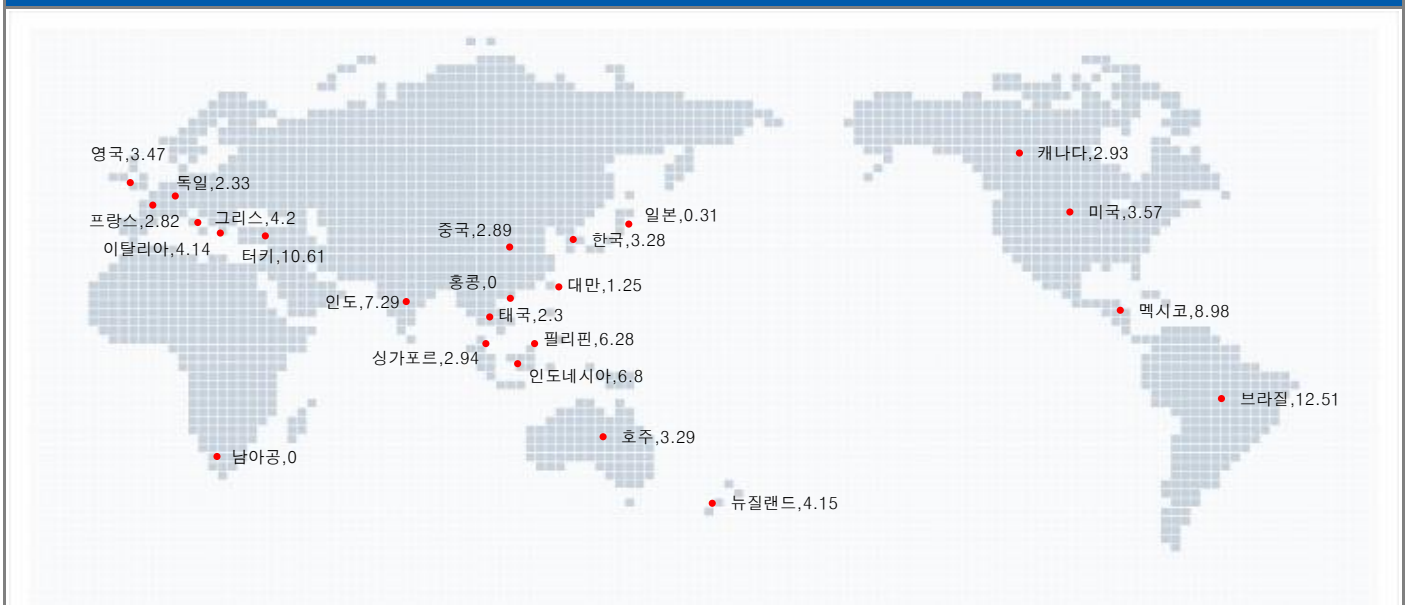 영국,3.47
캐나다,2.93
독일,2.33
프랑스,2.82
그리스,4.2
일본,0.31
미국,3.57
중국,2.89
한국,3.28
이탈리아,4.14
터키,10.61
홍콩,0
대만,1.25
인도,7.29
태국,2.3
멕시코,8.98
필리핀,6.28
싱가포르,2.94
인도네시아,6.8
브라질,12.51
호주,3.29
남아공,0
뉴질랜드,4.15